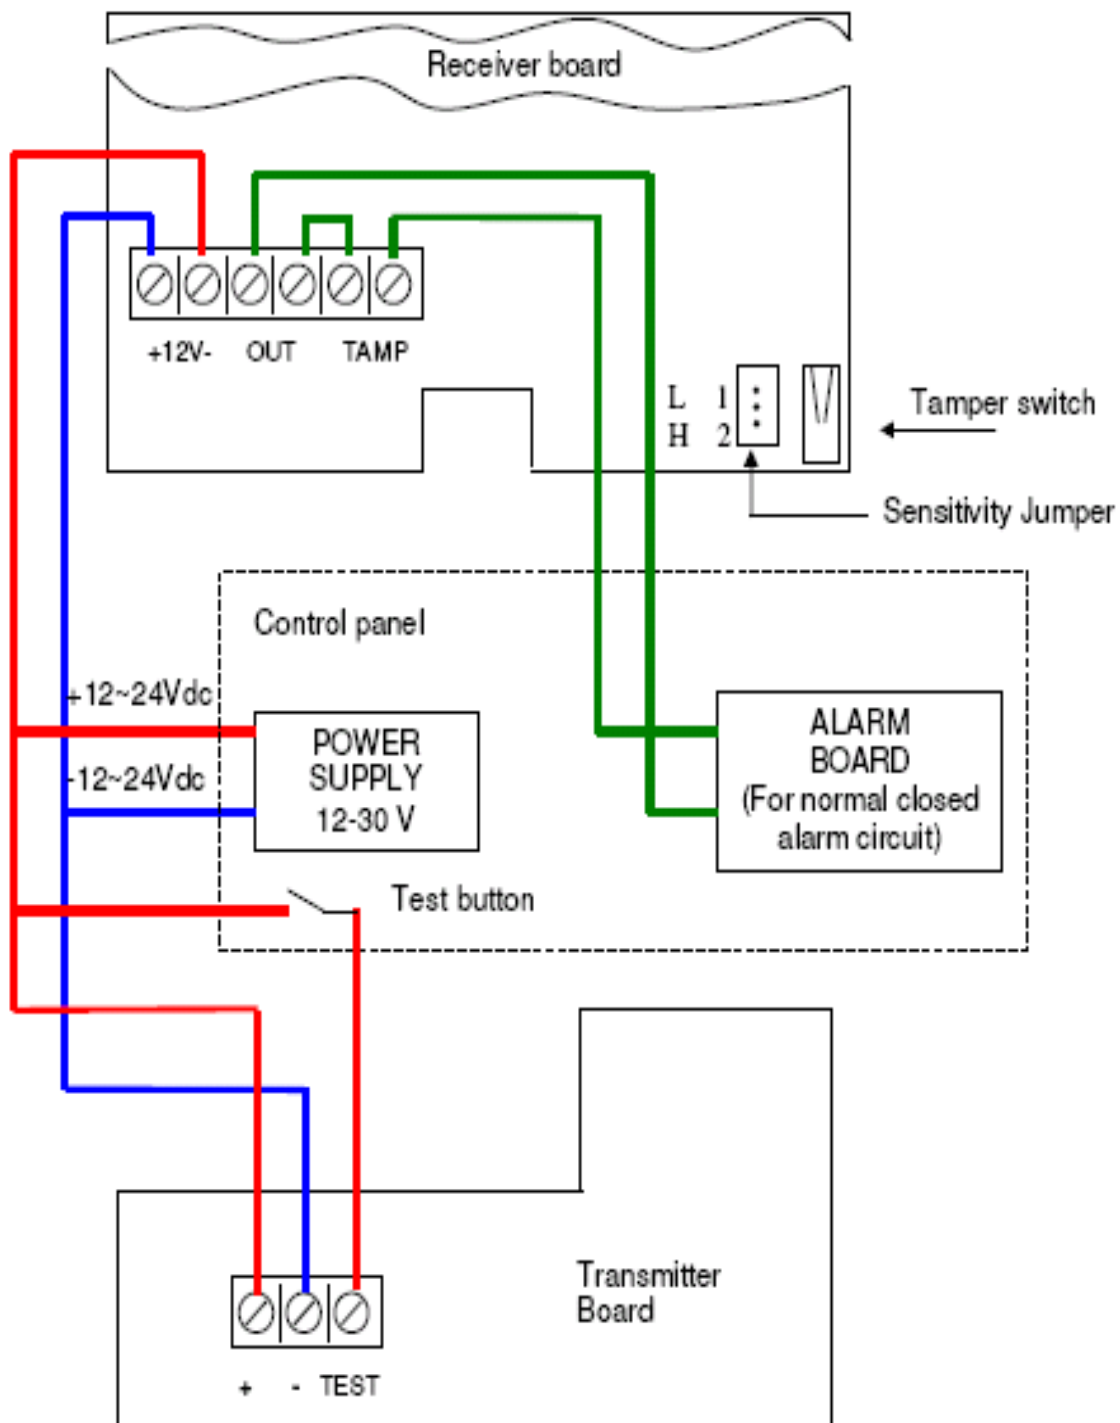 Receiver board
+12V- OUT TAMP
L 1
H 2
Tamper switch
Sensitivity Jumper
Control panel
+12~24Vdc
-12~24Vdc
POWER
SUPPLY
12-30 V
ALARM
BOARD
(For normal closed
alarm circuit)
Test button
Transmitter
Board
+ - TEST